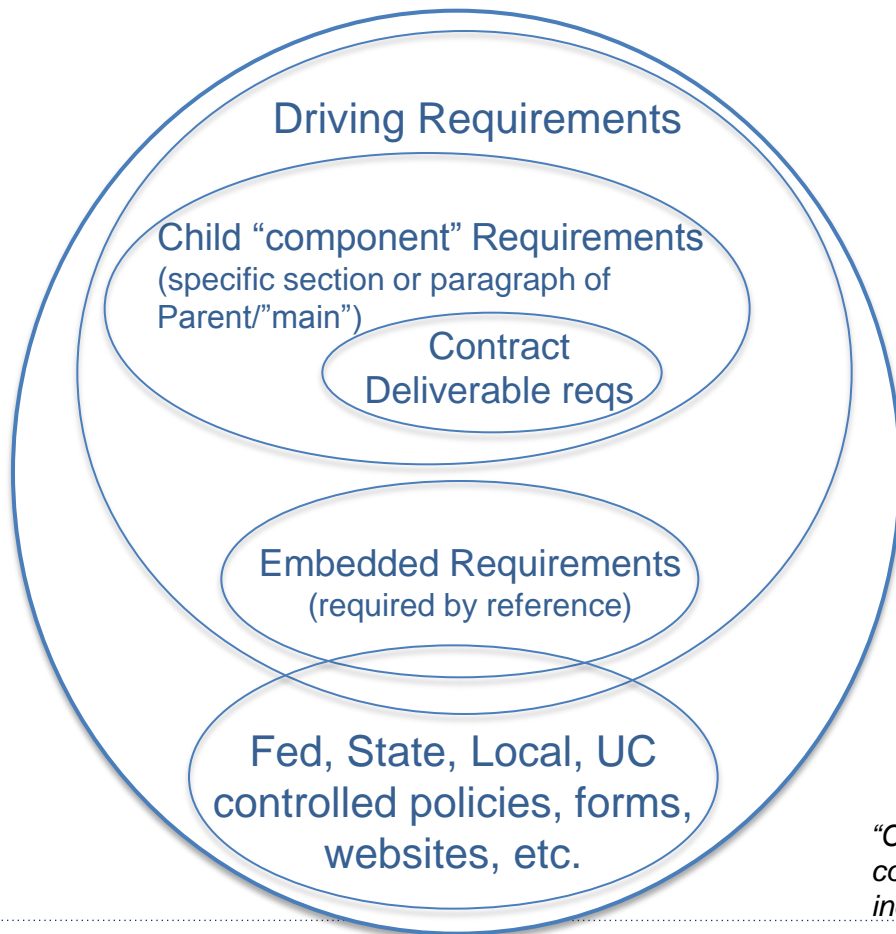 Driving Requirements
Child “component” Requirements
(specific section or paragraph of
Parent/”main”)
Contract
Deliverable reqs
Embedded Requirements
(required by reference)
Fed, State, Local, UC
controlled policies, forms,
websites, etc.